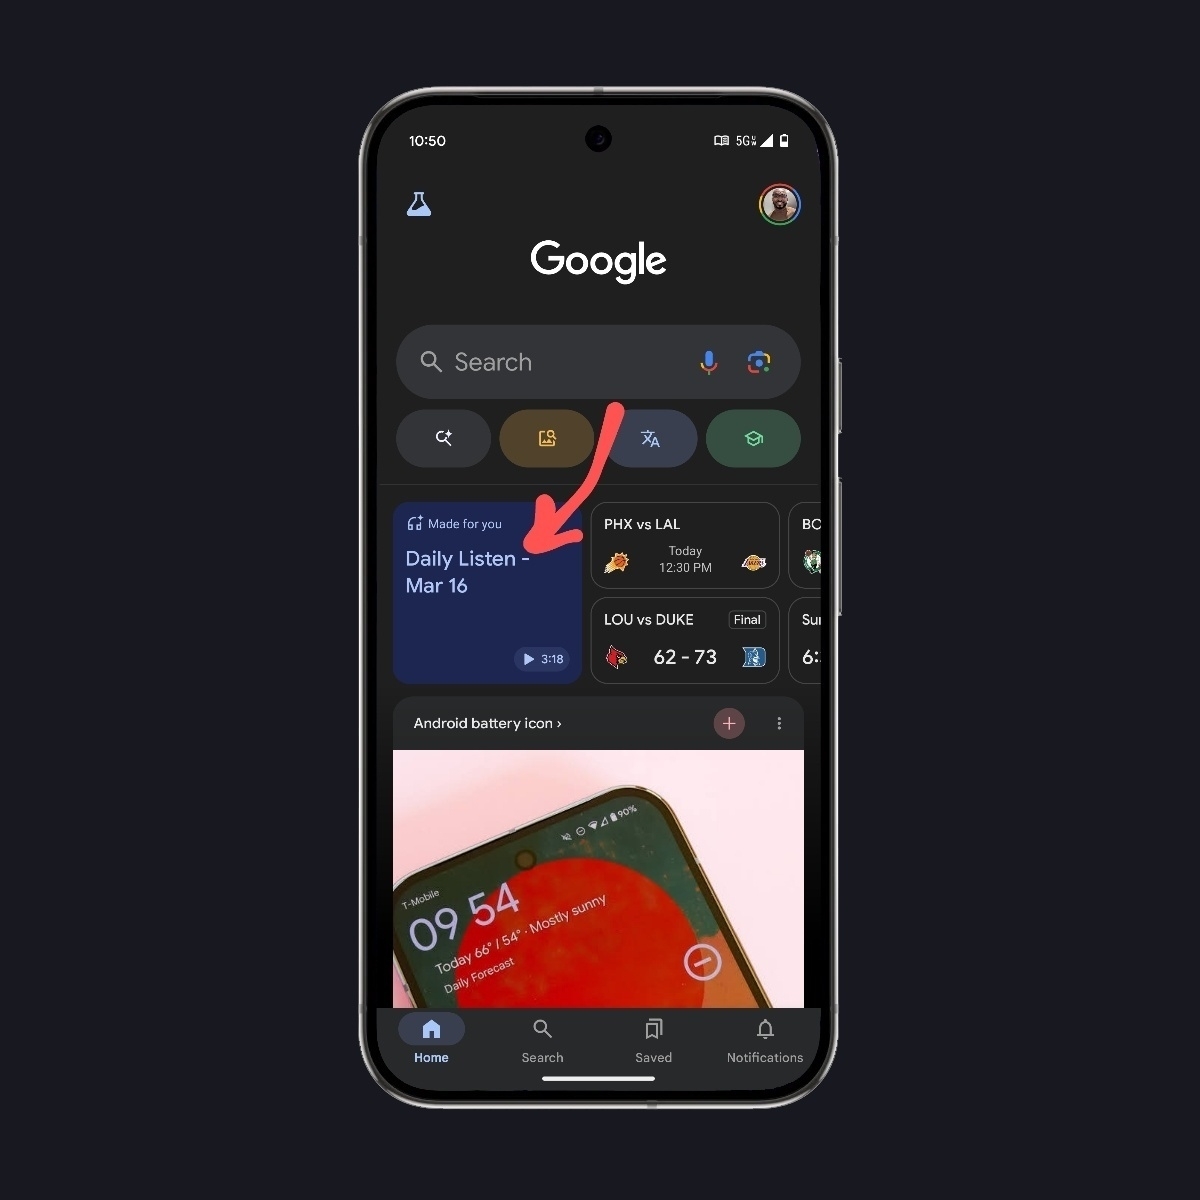 10:50
5G
Google
Search
Made for you
Daily Listen -
Mar 16
3:18
PHX vs LAL
Today
12:30 PM
BO
LOU vs DUKE
Final
62 - 73
Sur
6:
Android battery icon ›
90%
T-Mobile
09 54
Today 66° / 54° · Mostly sunny
Daily Forecast
Home
Search
Saved
Notifications